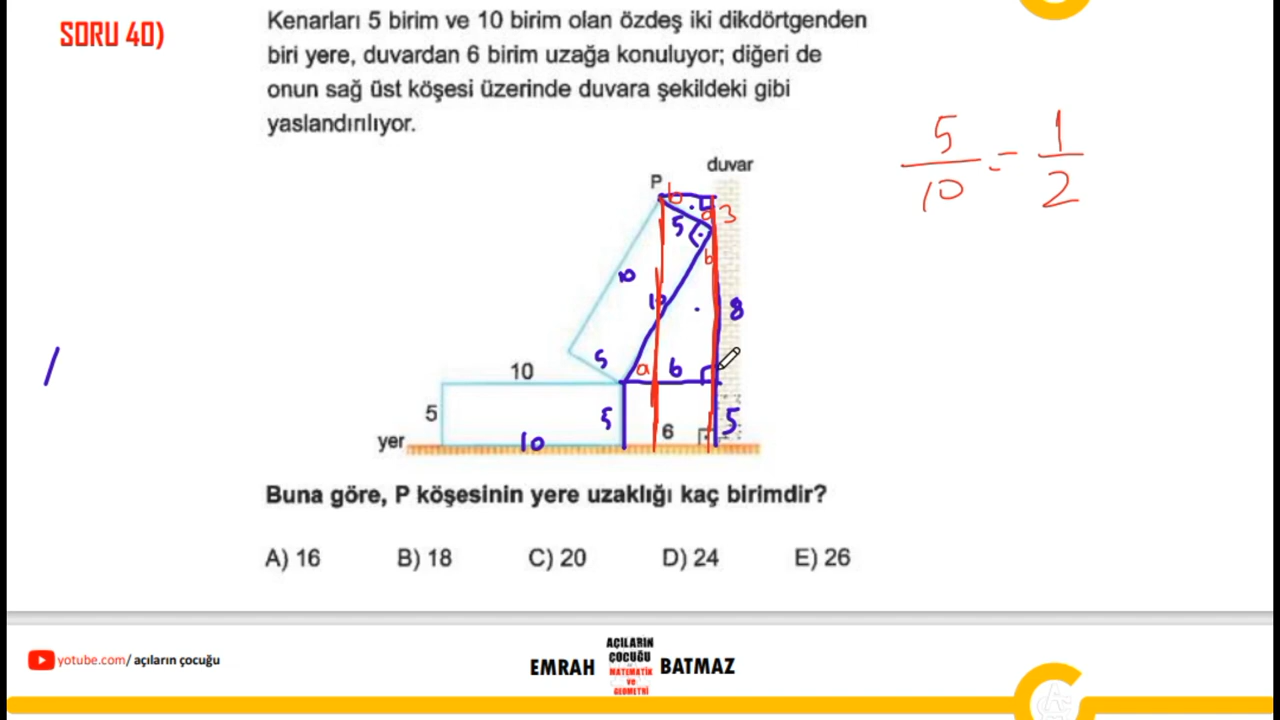 SORU 40)
Kenarları 5 birim ve 10 birim olan özdeş iki dikdörtgenden
biri yere, duvardan 6 birim uzağa konuluyor; diğeri de
onun sağ üst köşesi üzerinde duvara şekildeki gibi
yaslandırılıyor.
5/10 = 1/2
duvar
P
b
a
3
5
b
10
10
8
5
a
6
10
5
5
5
6
yer
10
Buna göre, P köşesinin yere uzaklığı kaç birimdir?
A) 16 B) 18 C) 20 D) 24 E) 26
yotube.com/ açıların çocuğu
EMRAH
AÇILARIN
ÇOCUĞU
MATEMATİK
ve
GEOMETRİ
BATMAZ